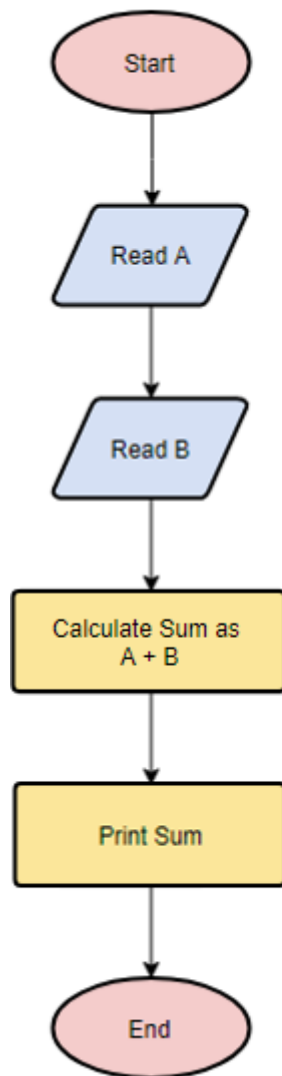 Start
Read A
Read B
Calculate Sum as
A + B
Print Sum
End